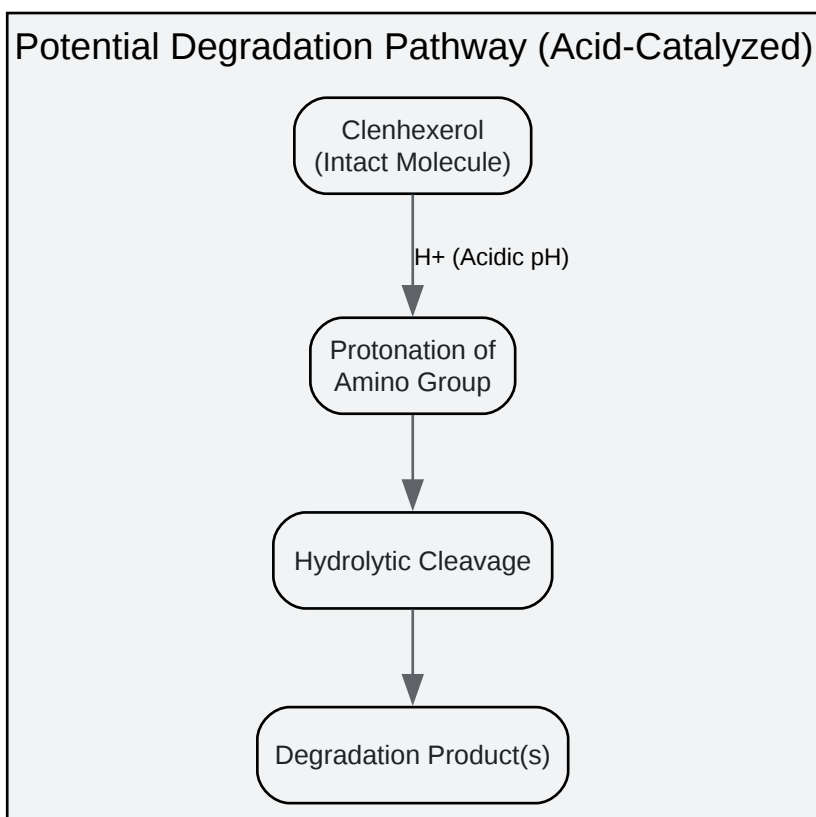 Potential Degradation Pathway (Acid-Catalyzed)
Clenhexerol
(Intact Molecule)
H+ (Acidic pH)
Protonation of
Amino Group
Hydrolytic Cleavage
Degradation Product(s)